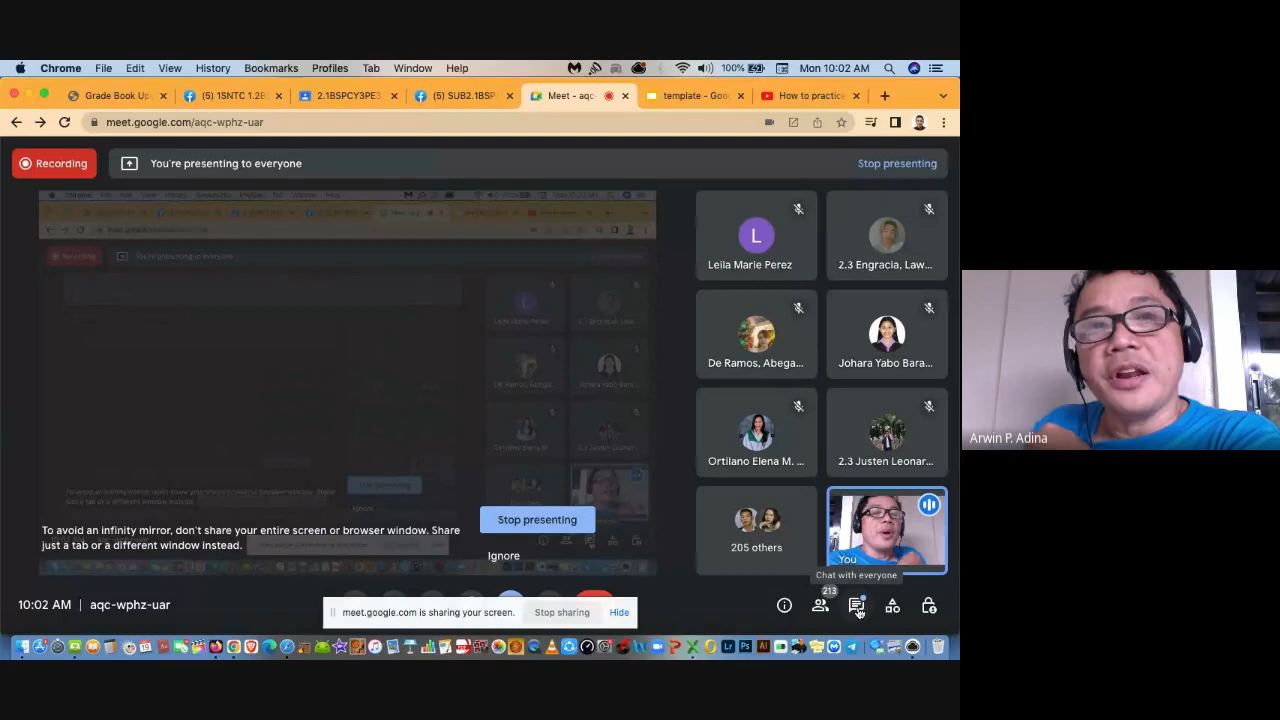 Chrome File Edit View History Bookmarks Profiles Tab Window Help 100% Mon 10:02 AM
Grade Book Up (5) 1SNTC 1.2B 2.1BSPCY3PE3 (5) SUB2.1BSP Meet - aqc- template - Goo How to practice
meet.google.com/aqc-wphz-uar
Recording You're presenting to everyone Stop presenting
L
Leila Marie Perez 2.3 Engracia, Law...
De Ramos, Abega... Johara Yabo Bara...
Ortilano Elena M. ... 2.3 Justen Leonar...
To avoid an infinity mirror, don't share your entire screen or browser window. Share
just a tab or a different window instead.
Stop presenting
Ignore
205 others
You
Chat with everyone
213
10:02 AM aqc-wphz-uar
meet.google.com is sharing your screen. Stop sharing Hide
Lr Ps Ai
Arwin P. Adina